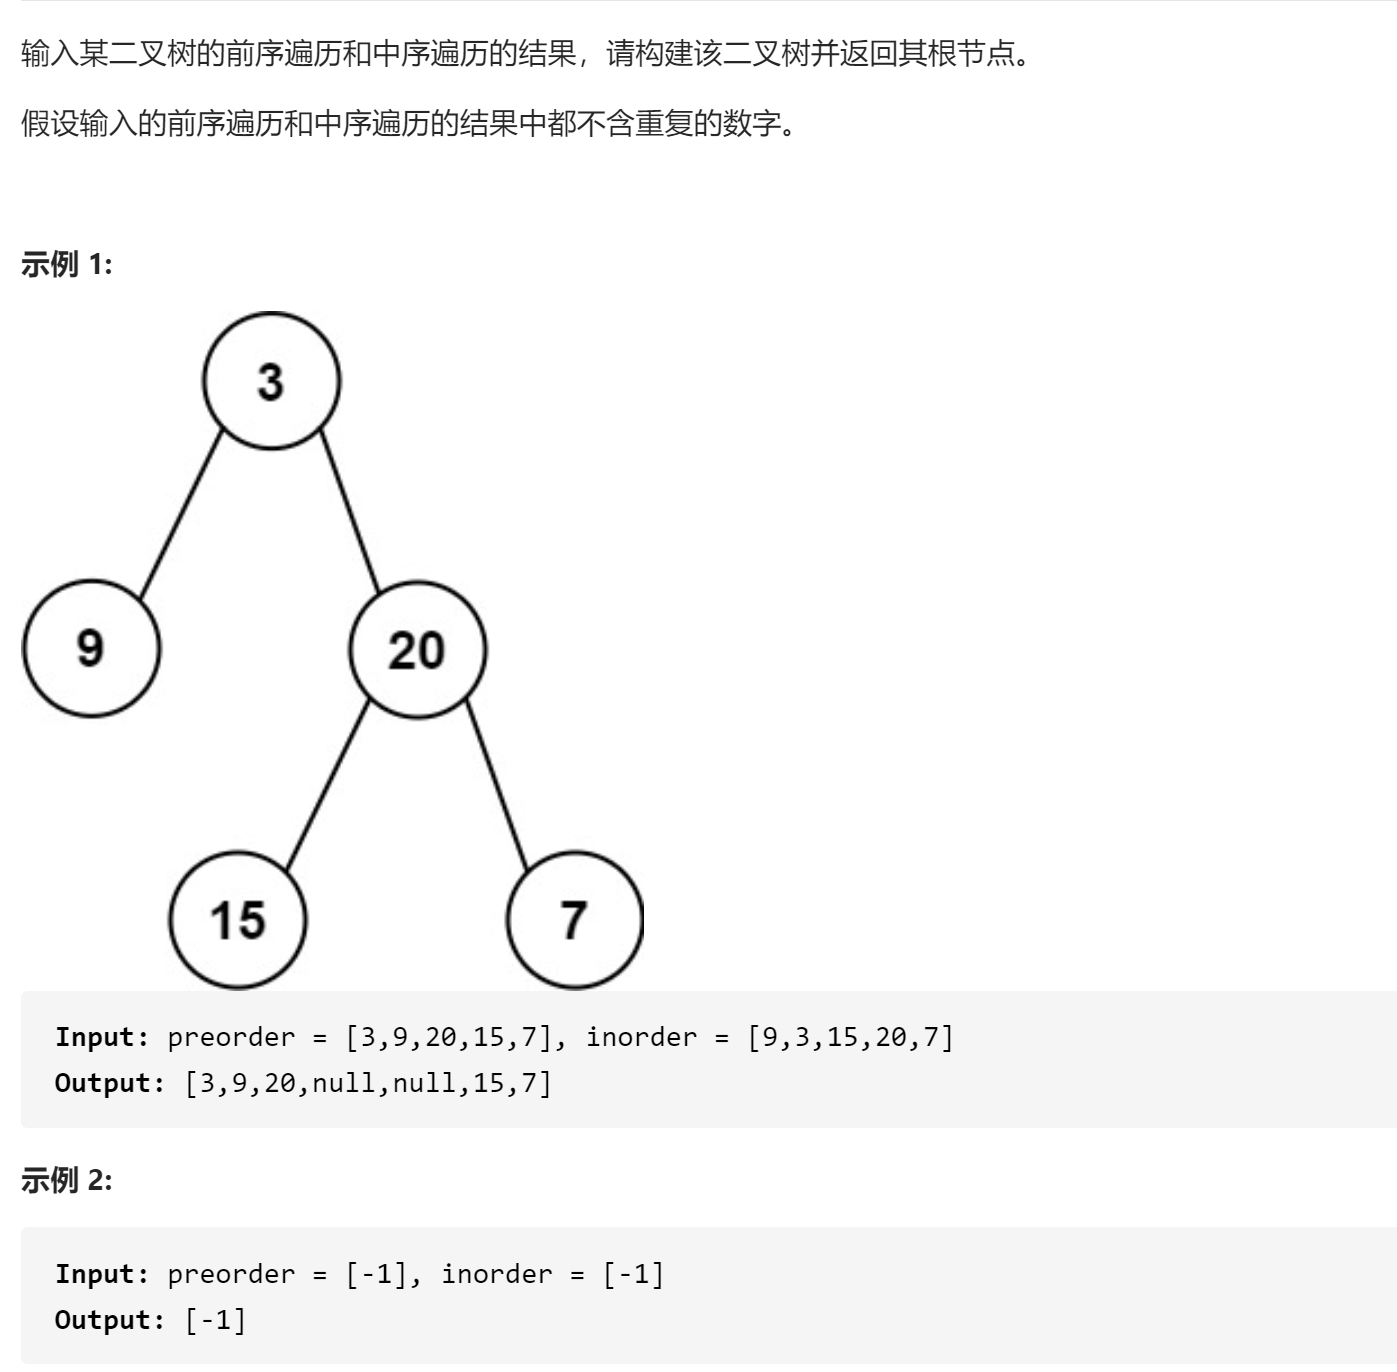 输入某二叉树的前序遍历和中序遍历的结果，请构建该二叉树并返回其根节点。
假设输入的前序遍历和中序遍历的结果中都不含重复的数字。
示例 1:
3
9
20
15
7
Input: preorder = [3,9,20,15,7], inorder = [9,3,15,20,7]
Output: [3,9,20,null,null,15,7]
示例 2:
Input: preorder = [-1], inorder = [-1]
Output: [-1]